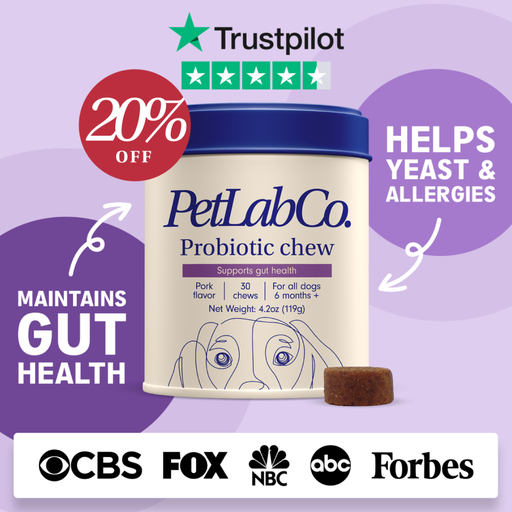 Trustpilot
20%
OFF
HELPS
YEAST &
ALLERGIES
PetLabCo.
Probiotic chew
Supports gut health
Pork
flavor
30
chews
For all dogs
6 months +
Net Weight: 4.2oz (119g)
MAINTAINS
GUT
HEALTH
CBS
FOX
NBC
abc
Forbes